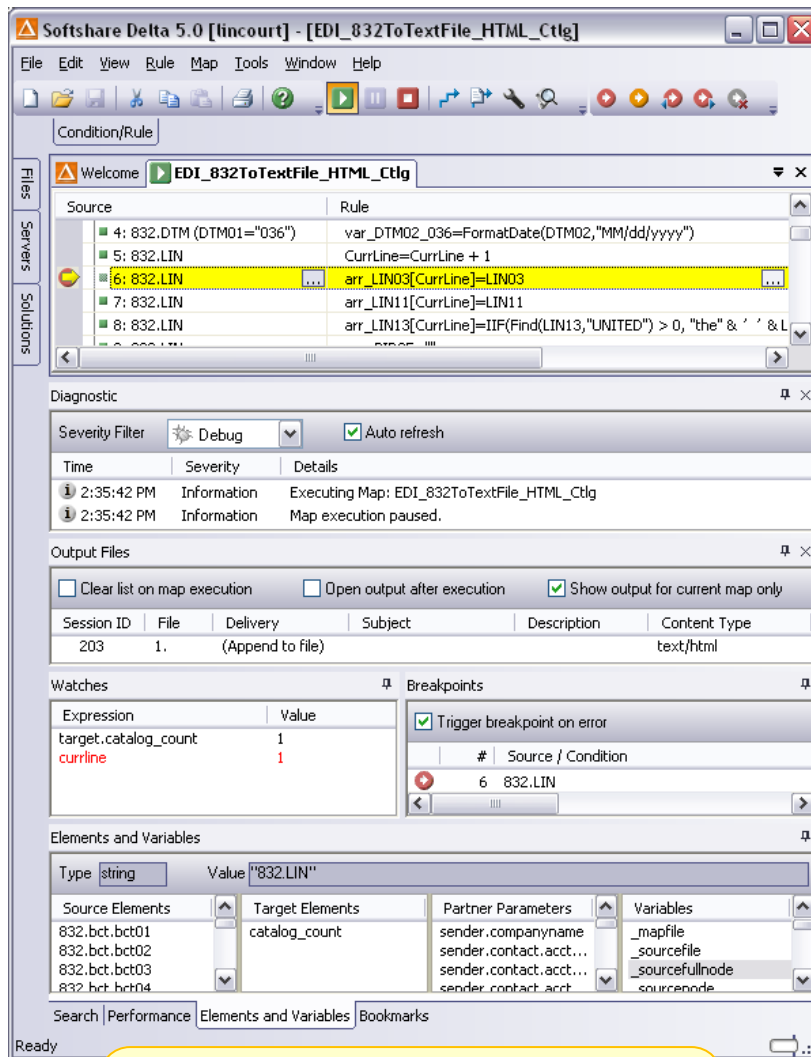 Softshare Delta 5.0 [lincourt] - [EDI_832ToTextFile_HTML_Ctlg]
File Edit View Rule Map Tools Window Help
Condition/Rule
Files
Servers
Solutions
Welcome EDI_832ToTextFile_HTML_Ctlg
Source Rule
4: 832.DTM (DTM01="036") var_DTM02_036=FormatDate(DTM02,"MM/dd/yyyy")
5: 832.LIN CurrLine=CurrLine + 1
6: 832.LIN ... arr_LIN03[CurrLine]=LIN03 ...
7: 832.LIN arr_LIN11[CurrLine]=LIN11
8: 832.LIN arr_LIN13[CurrLine]=IIF(Find(LIN13,"UNITED") > 0, "the" & ' ' & L
Diagnostic
Severity Filter Debug Auto refresh
Time Severity Details
2:35:42 PM Information Executing Map: EDI_832ToTextFile_HTML_Ctlg
2:35:42 PM Information Map execution paused.
Output Files
Clear list on map execution Open output after execution Show output for current map only
Session ID File Delivery Subject Description Content Type
203 1. (Append to file) text/html
Watches
Expression Value
target.catalog_count 1
currline 1
Breakpoints
Trigger breakpoint on error
# Source / Condition
6 832.LIN
Elements and Variables
Type string Value "832.LIN"
Source Elements Target Elements Partner Parameters Variables
832.bct.bct01 catalog_count sender.companyname _mapfile
832.bct.bct02 sender.contact.acct... _sourcefile
832.bct.bct03 sender.contact.acct... _sourcefullnode
832.bct.bct04 sender.contact.acct _sourcenode
Search Performance Elements and Variables Bookmarks
Ready